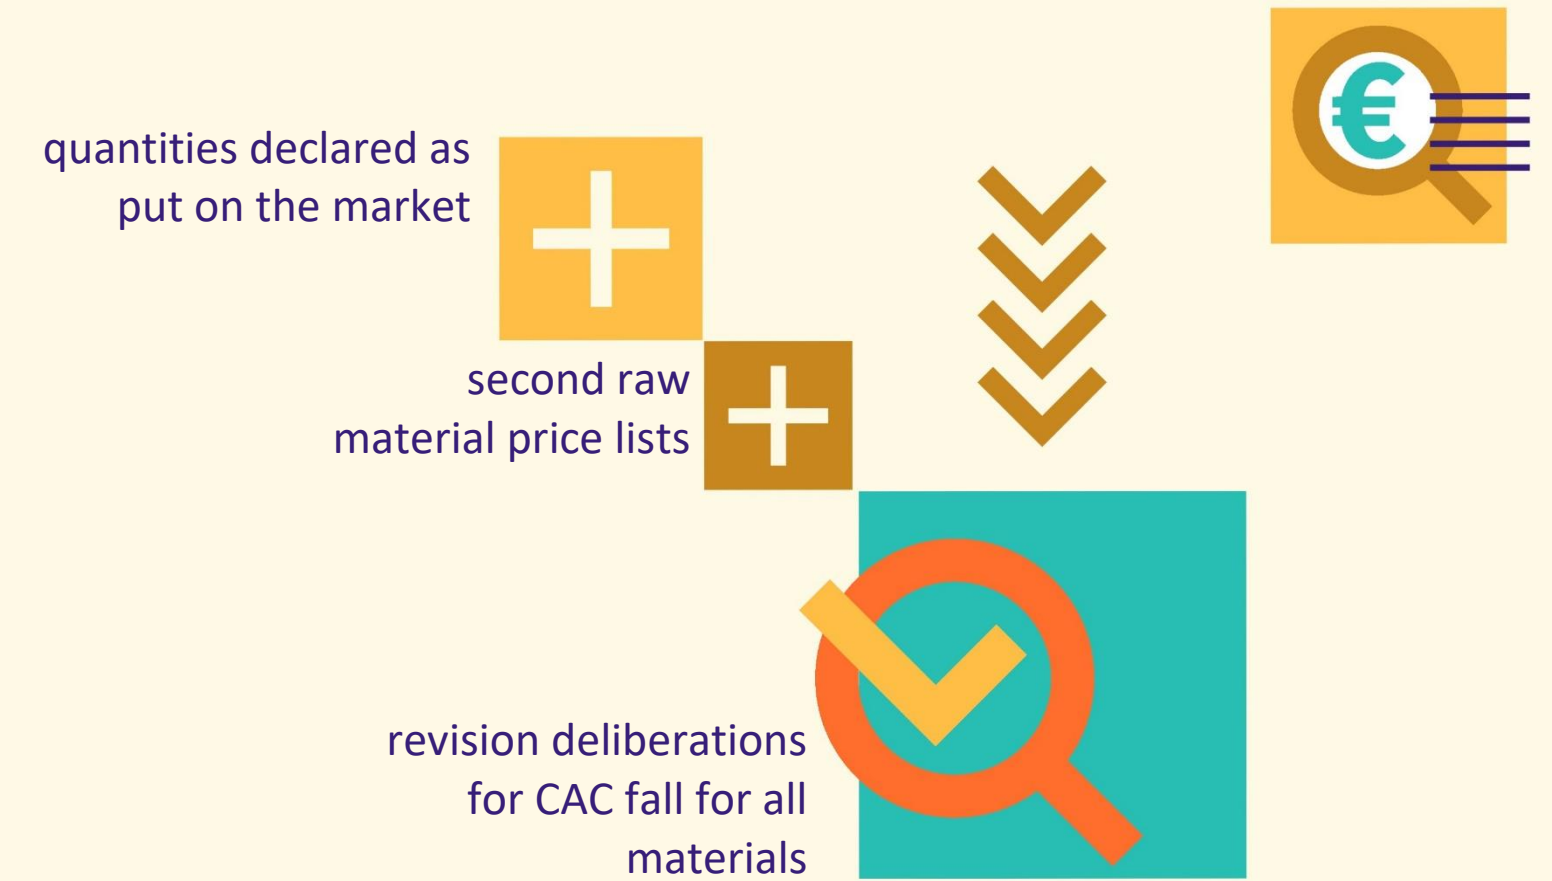 quantities declared as
put on the market
second raw
material price lists
revision deliberations
for CAC fall for all
materials
€